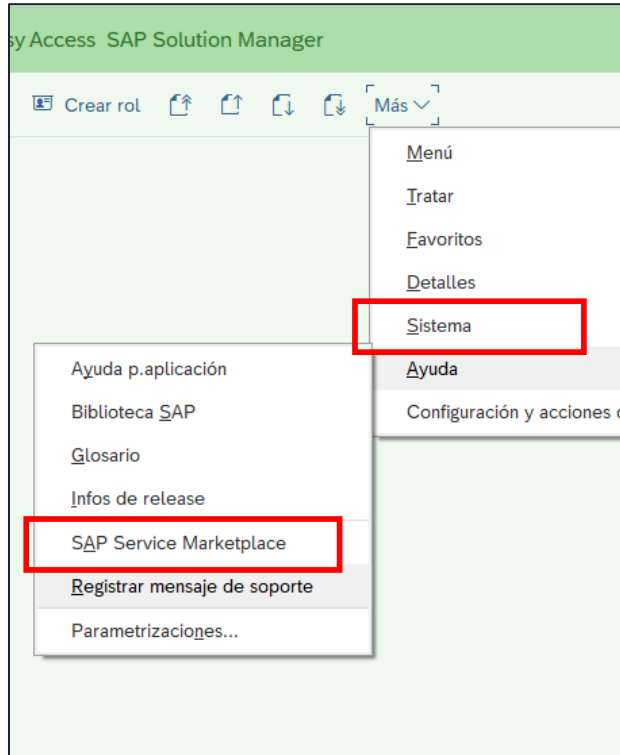 sy Access SAP Solution Manager
Crear rol
Más
Menú
Tratar
Favoritos
Detalles
Sistema
Ayuda
Configuración y acciones
Ayuda p.aplicación
Biblioteca SAP
Glosario
Infos de release
SAP Service Marketplace
Registrar mensaje de soporte
Parametrizaciones...